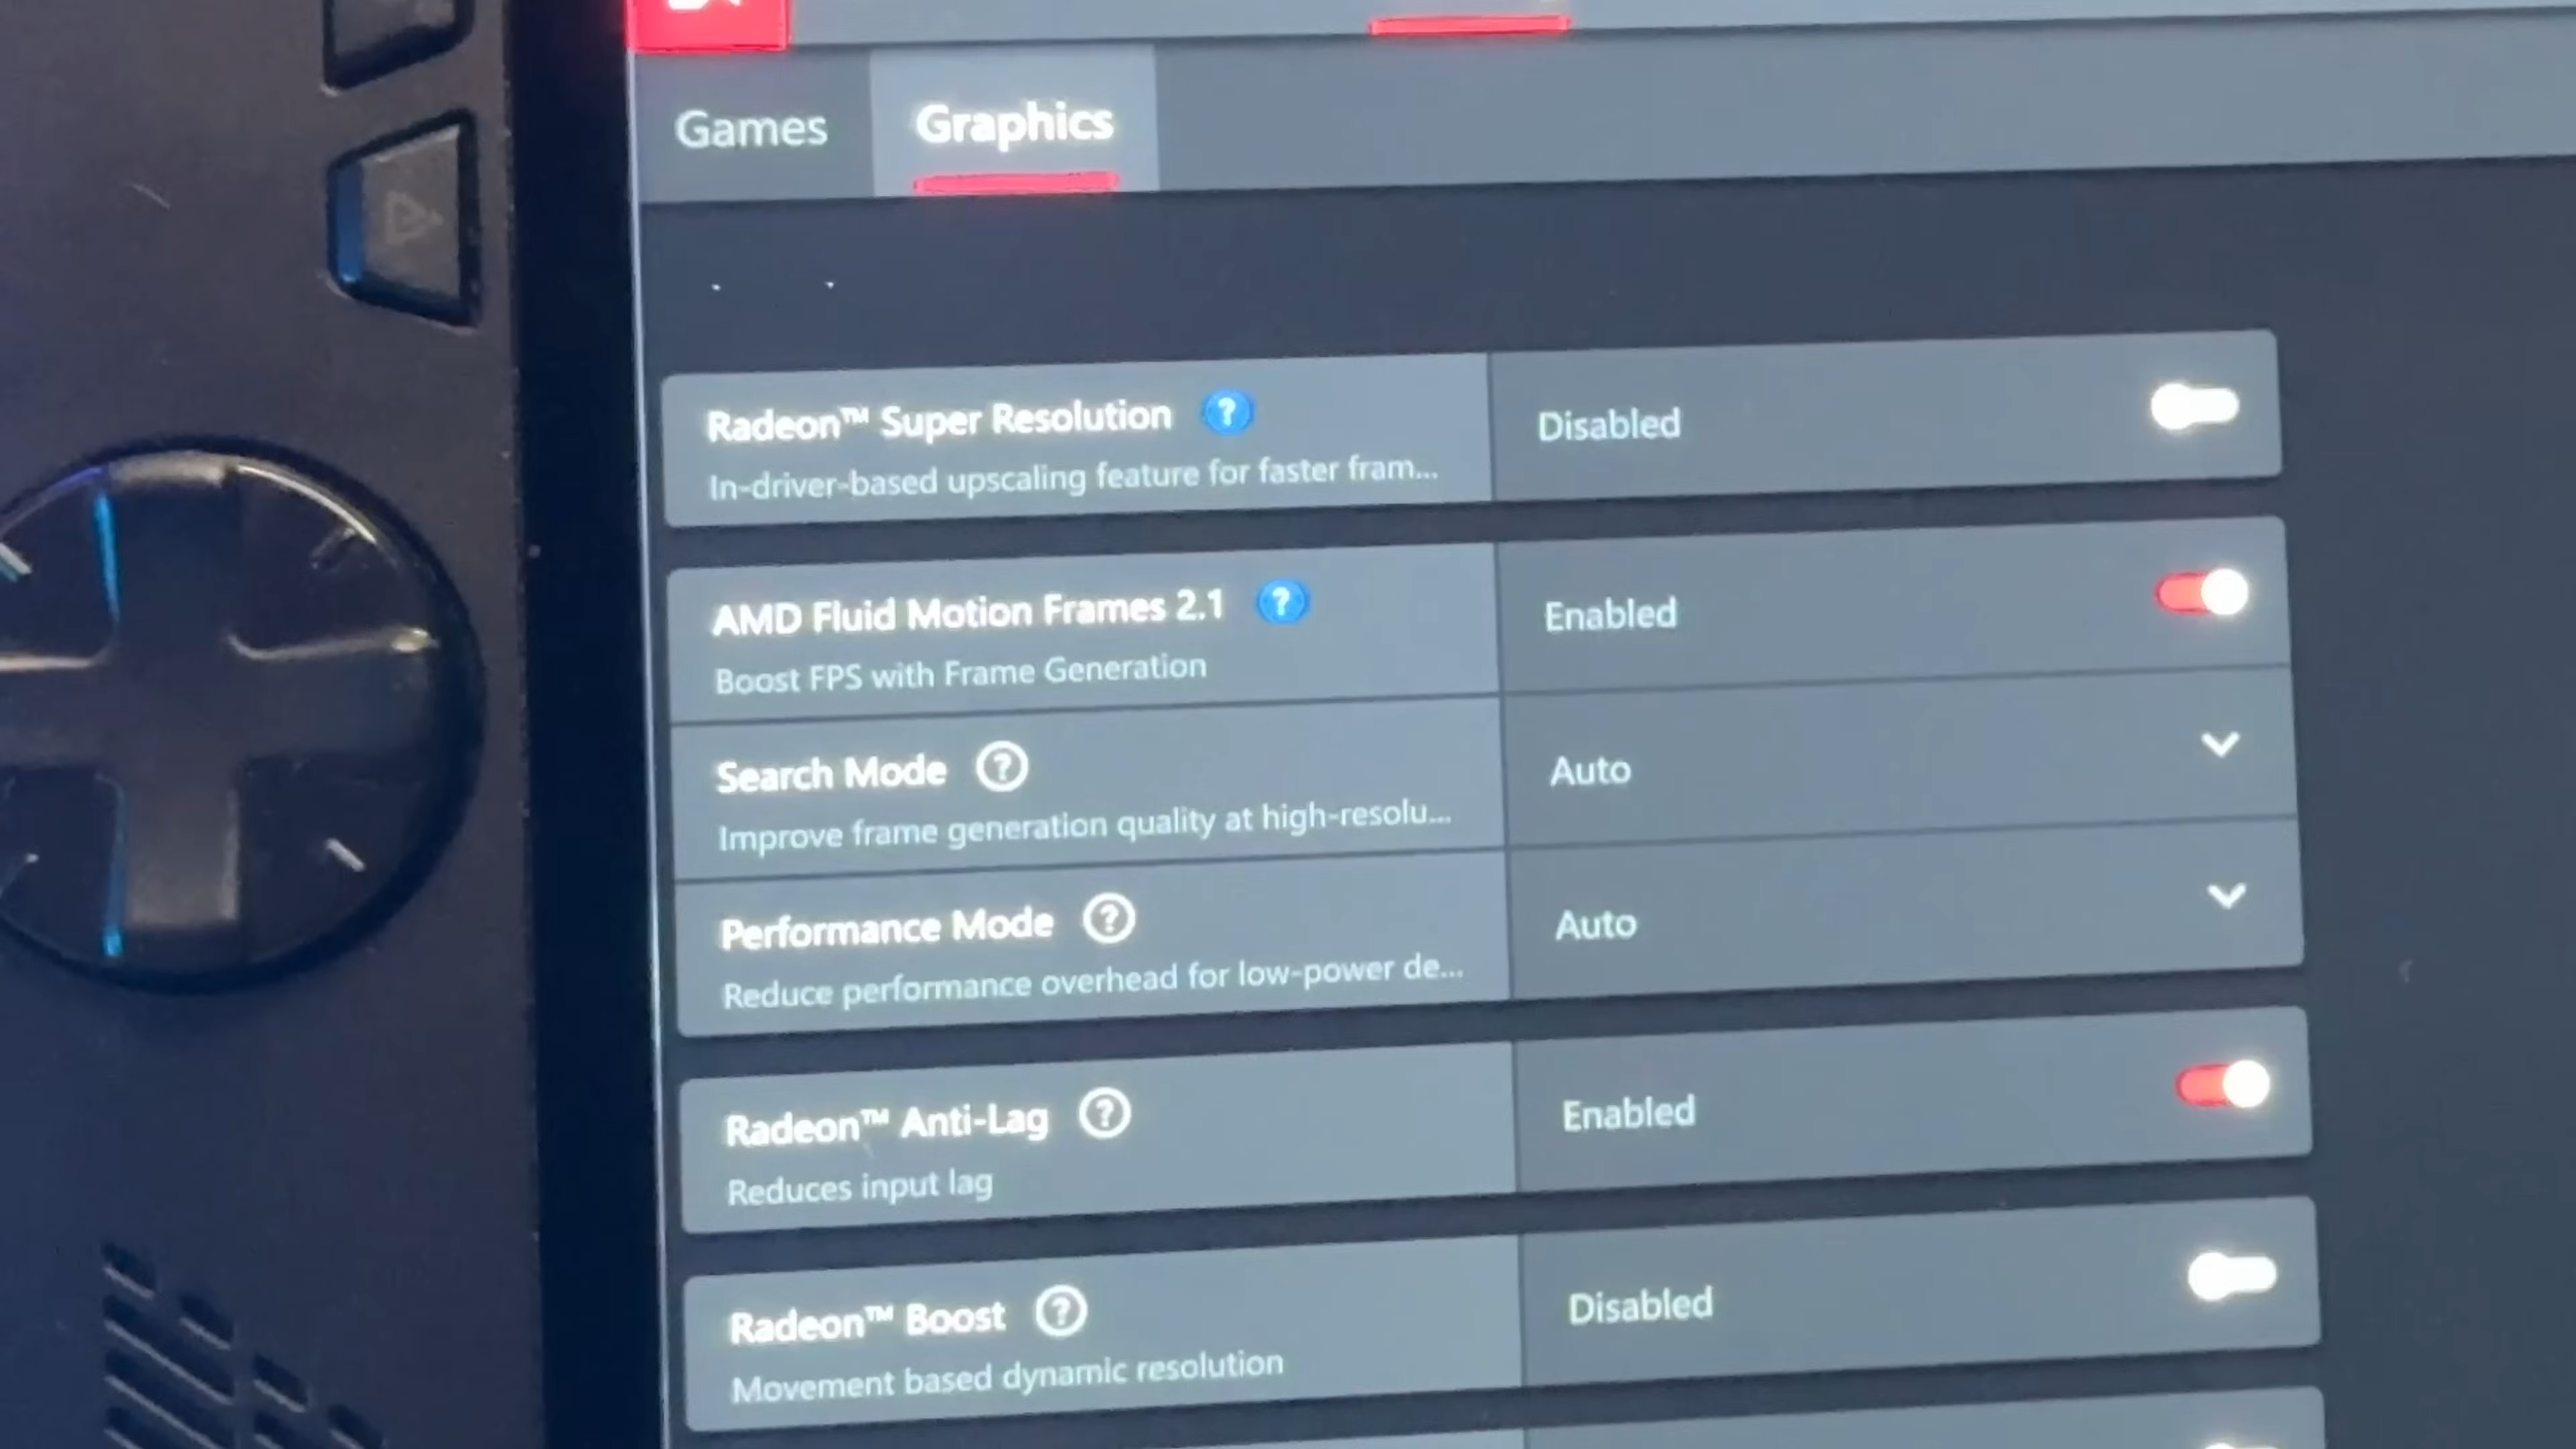 Games
Graphics
Radeon™ Super Resolution ?
Disabled
In-driver-based upscaling feature for faster fram...
AMD Fluid Motion Frames 2.1 ?
Enabled
Boost FPS with Frame Generation
Search Mode ?
Auto
Improve frame generation quality at high-resolu...
Performance Mode ?
Auto
Reduce performance overhead for low-power de...
Radeon™ Anti-Lag ?
Enabled
Reduces input lag
Radeon™ Boost ?
Disabled
Movement based dynamic resolution